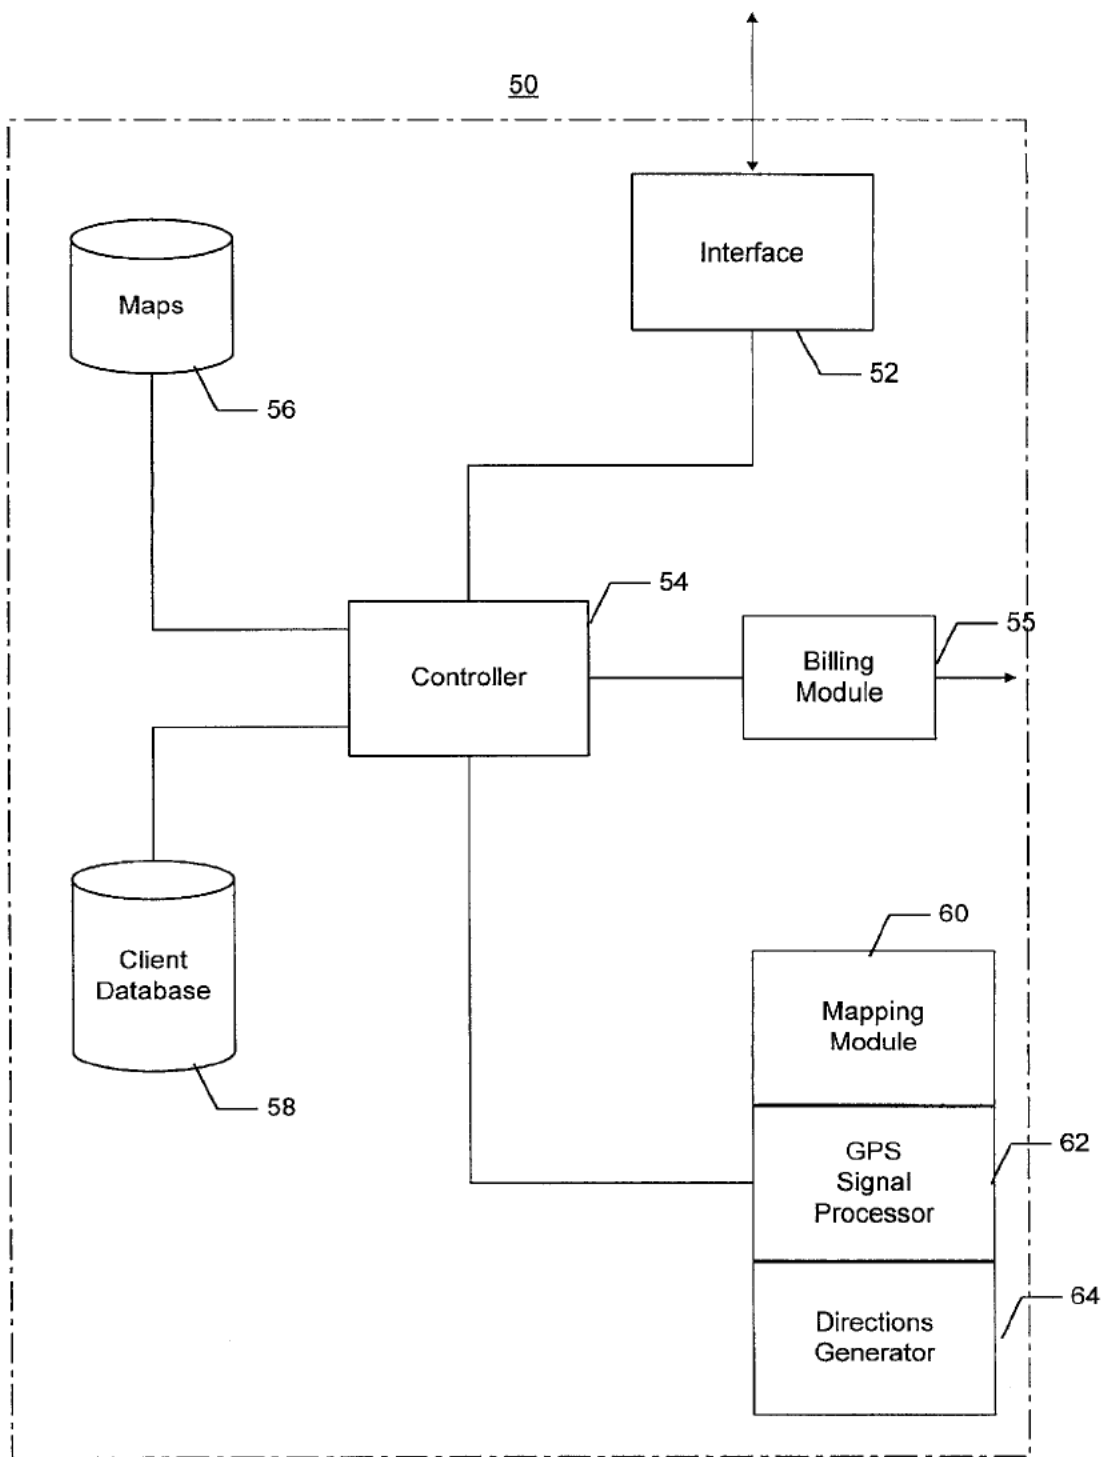 50
Interface
52
Maps
56
54
Controller
55
Billing
Module
Client
Database
58
60
Mapping
Module
GPS
Signal
Processor
62
64
Directions
Generator